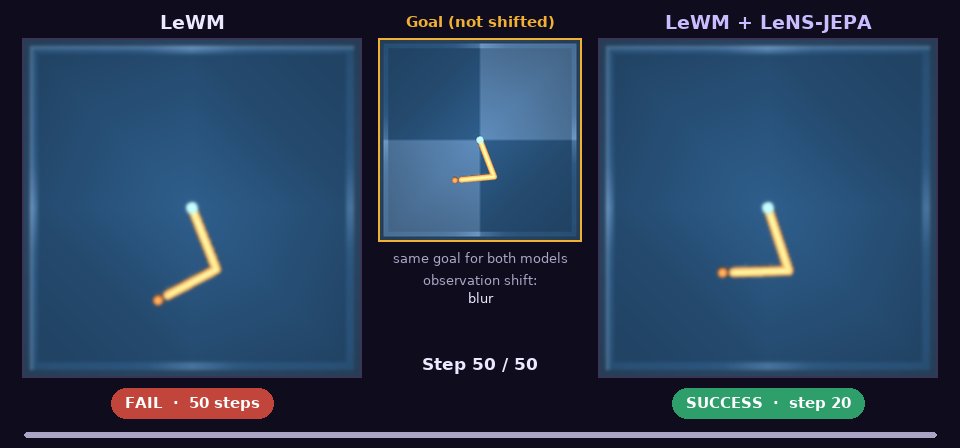 LeWM
Goal (not shifted)
LeWM + LeNS-JEPA
same goal for both models
observation shift:
blur
Step 50 / 50
FAIL · 50 steps
SUCCESS · step 20